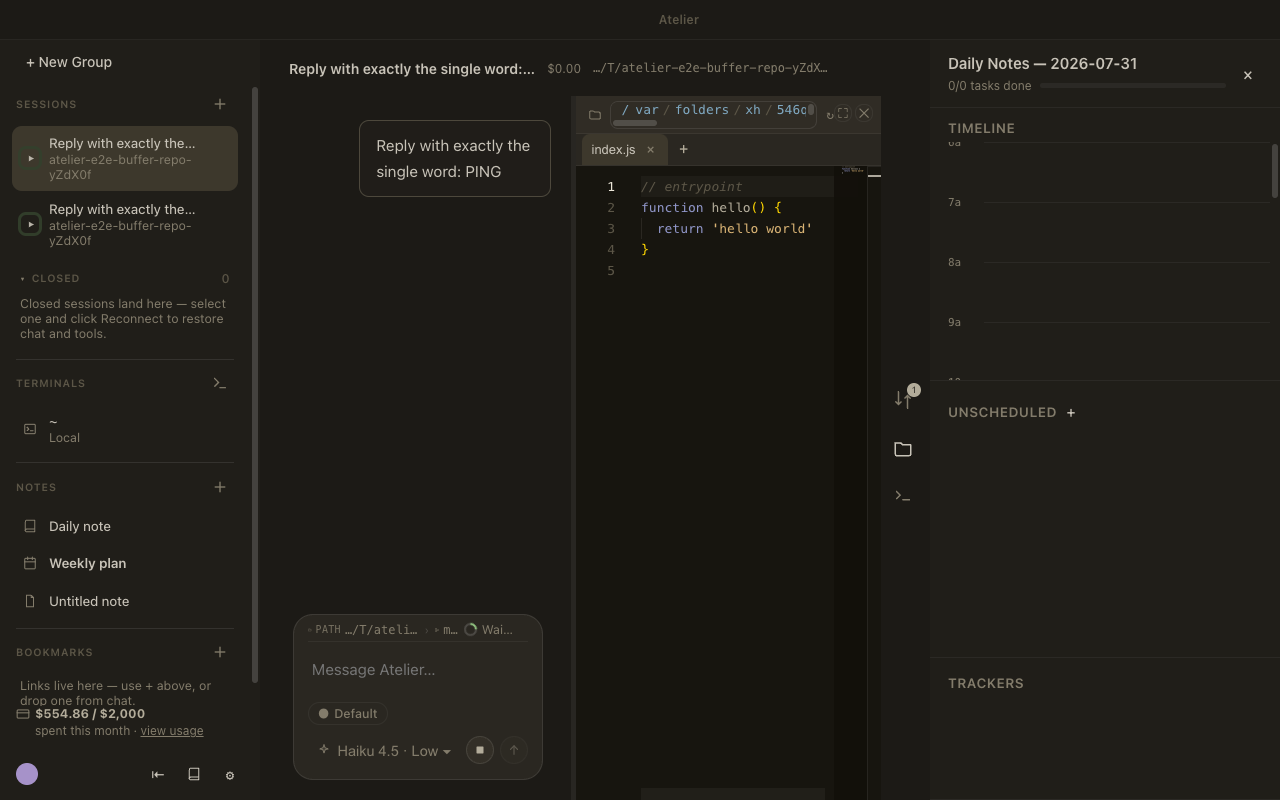 Atelier
+ New Group
SESSIONS
Reply with exactly the...
atelier-e2e-buffer-repo-
yZdX0f
Reply with exactly the...
atelier-e2e-buffer-repo-
yZdX0f
CLOSED 0
Closed sessions land here — select
one and click Reconnect to restore
chat and tools.
TERMINALS
~
Local
NOTES
Daily note
Weekly plan
Untitled note
BOOKMARKS
Links live here — use + above, or
drop one from chat.
$554.86 / $2,000
spent this month · view usage
Reply with exactly the single word:... $0.00 …/T/atelier-e2e-buffer-repo-yZdX…
Reply with exactly the
single word: PING
PATH …/T/ateli… › m… Wai...
Message Atelier...
Default
Haiku 4.5 · Low
/ var / folders / xh / 546
index.js × +
1 // entrypoint
2 function hello() {
3 return 'hello world'
4 }
5
1
Daily Notes — 2026-07-31 ×
0/0 tasks done
TIMELINE
7a
8a
9a
UNSCHEDULED +
TRACKERS